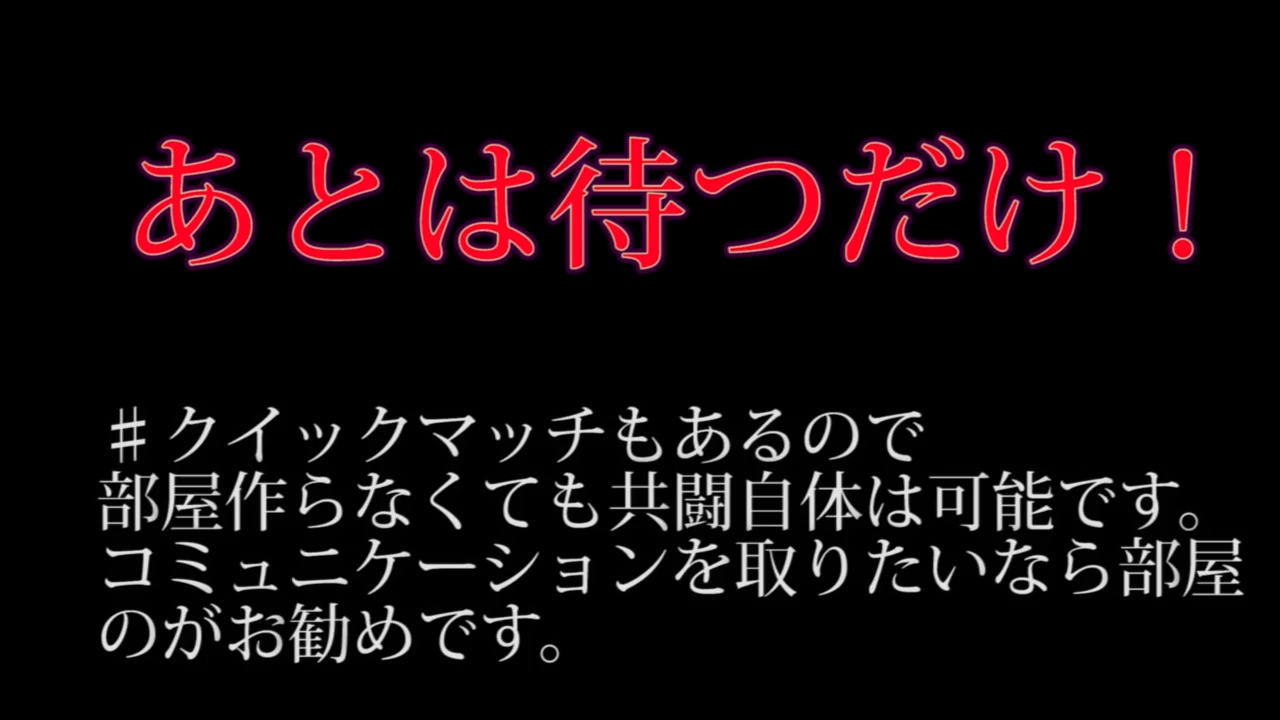 あとは待つだけ！
♯クイックマッチもあるので
部屋作らなくても共闘自体は可能です。
コミュニケーションを取りたいなら部屋
のがお勧めです。